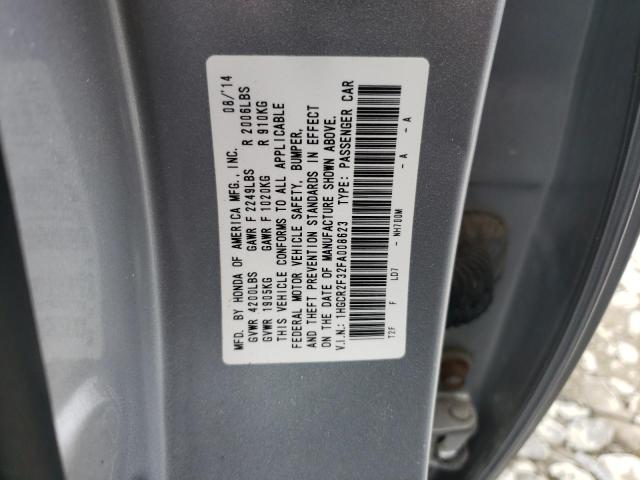 MFD. BY HONDA OF AMERICA MFG., INC. 08/'14
GVWR 4200LBS GAWR F 2249LBS R 2006LBS
GVWR 1905KG GAWR F 1020KG R 910KG
THIS VEHICLE CONFORMS TO ALL APPLICABLE
FEDERAL MOTOR VEHICLE SAFETY, BUMPER,
AND THEFT PREVENTION STANDARDS IN EFFECT
ON THE DATE OF MANUFACTURE SHOWN ABOVE.
V.I.N.: 1HGCR2F32FA008623 TYPE: PASSENGER CAR
T2F F LD7 - NH700M - A - A